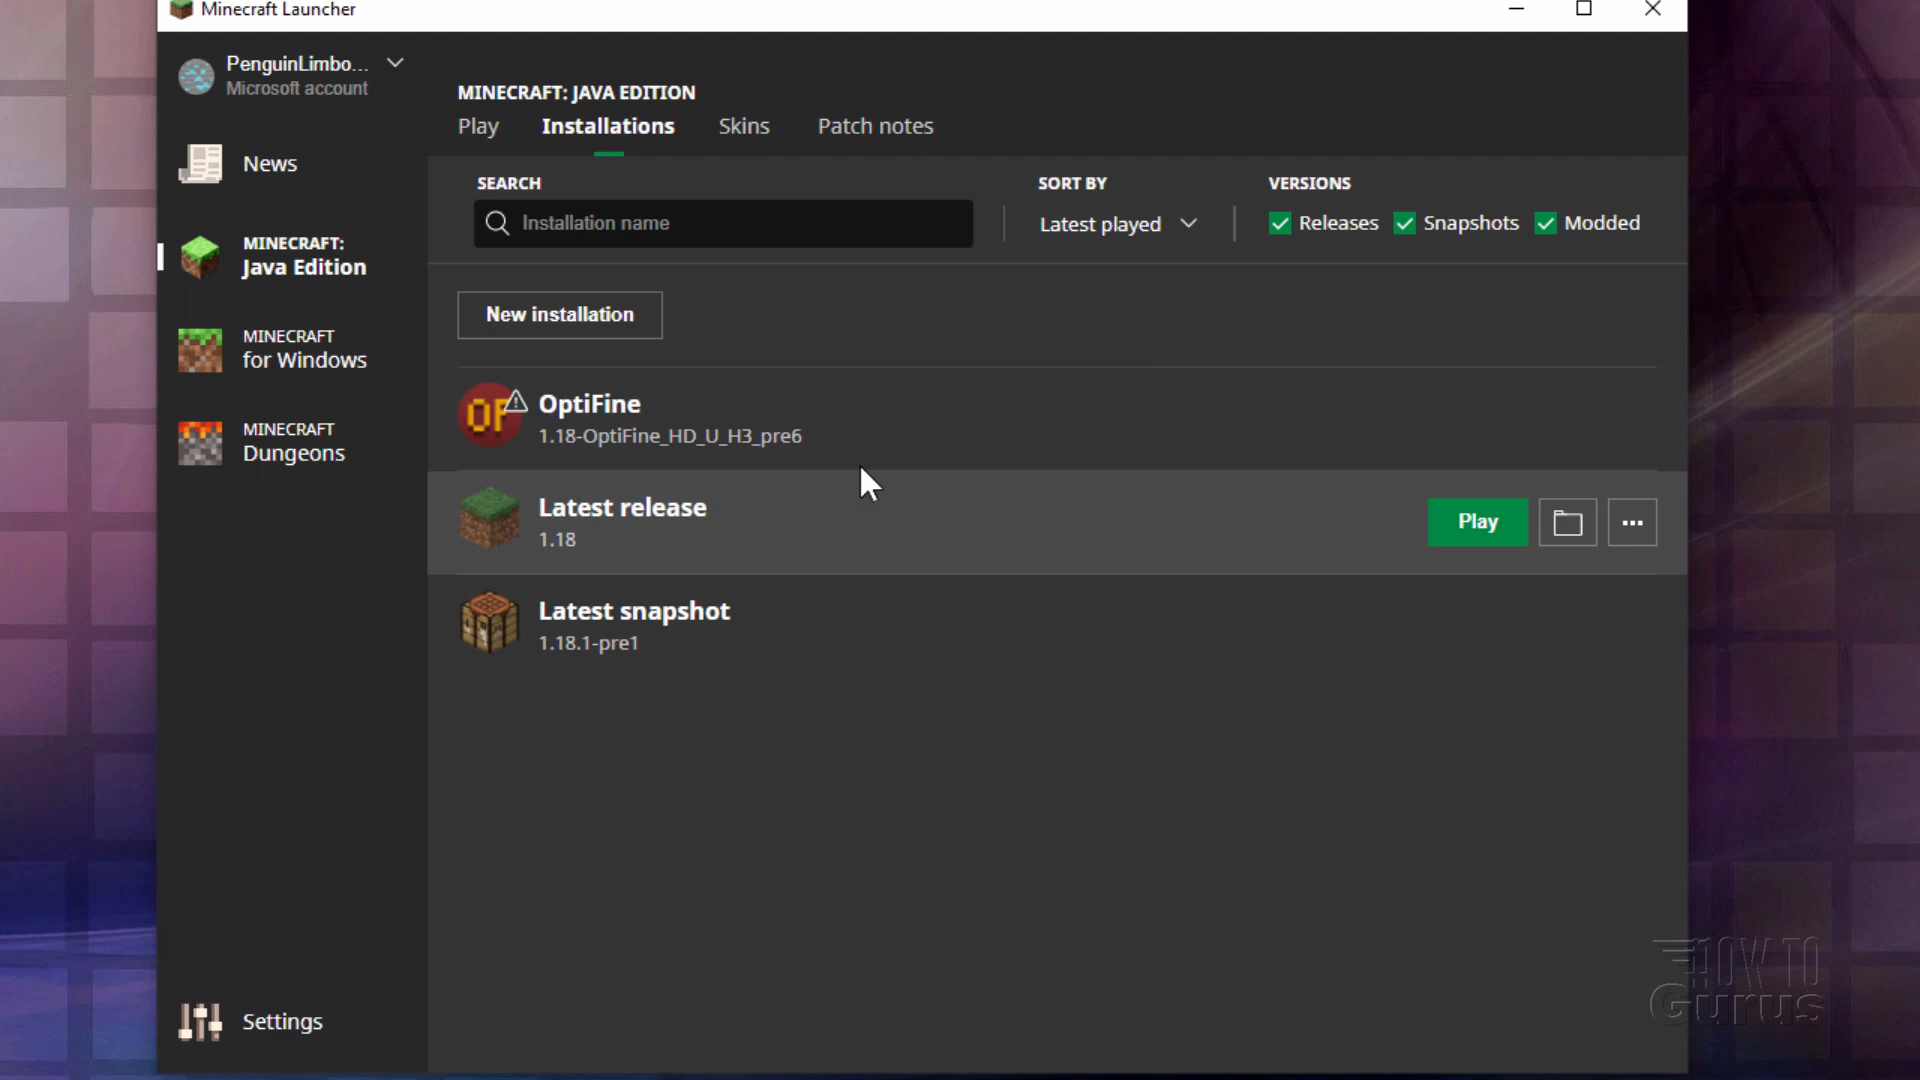 Minecraft Launcher
PenguinLimbo...
Microsoft account
News
MINECRAFT:
Java Edition
MINECRAFT
for Windows
MINECRAFT
Dungeons
Settings
MINECRAFT: JAVA EDITION
Play Installations Skins Patch notes
SEARCH
Installation name
SORT BY
Latest played
VERSIONS
Releases Snapshots Modded
New installation
OF
OptiFine
1.18-OptiFine_HD_U_H3_pre6
Latest release
1.18
Play
...
Latest snapshot
1.18.1-pre1
HOW TO
Gurus